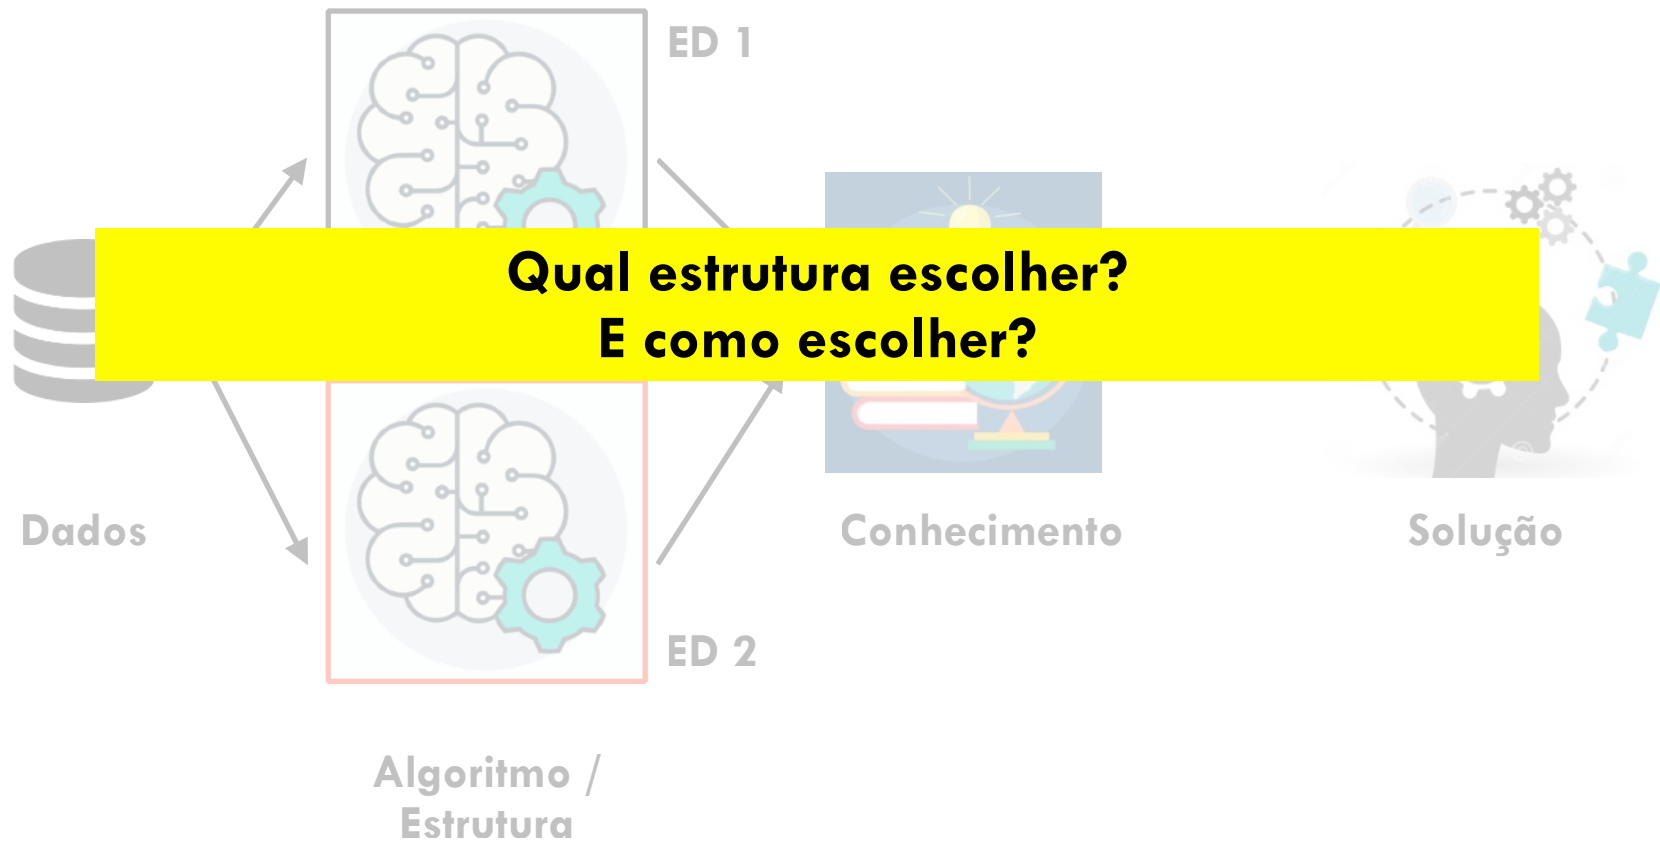 ED 1
Qual estrutura escolher?
E como escolher?
Dados
Conhecimento
Solução
ED 2
Algoritmo /
Estrutura